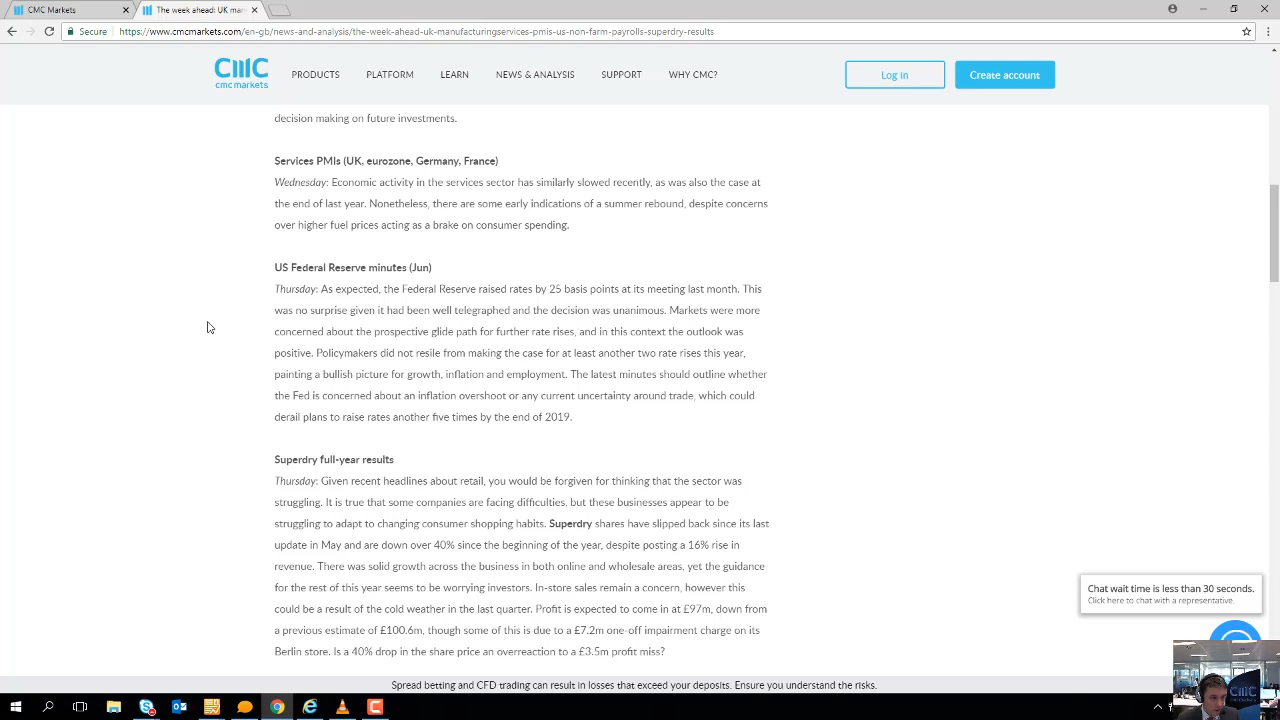 CMC Markets
The week ahead: UK man
Secure
https://www.cmcmarkets.com/en-gb/news-and-analysis/the-week-ahead-uk-manufacturingservices-pmis-us-non-farm-payrolls-superdry-results
cmc
cmc markets
PRODUCTS
PLATFORM
LEARN
NEWS & ANALYSIS
SUPPORT
WHY CMC?
Log in
Create account
decision making on future investments.
Services PMIs (UK, eurozone, Germany, France)
Wednesday: Economic activity in the services sector has similarly slowed recently, as was also the case at
the end of last year. Nonetheless, there are some early indications of a summer rebound, despite concerns
over higher fuel prices acting as a brake on consumer spending.
US Federal Reserve minutes (Jun)
Thursday: As expected, the Federal Reserve raised rates by 25 basis points at its meeting last month. This
was no surprise given it had been well telegraphed and the decision was unanimous. Markets were more
concerned about the prospective glide path for further rate rises, and in this context the outlook was
positive. Policymakers did not resile from making the case for at least another two rate rises this year,
painting a bullish picture for growth, inflation and employment. The latest minutes should outline whether
the Fed is concerned about an inflation overshoot or any current uncertainty around trade, which could
derail plans to raise rates another five times by the end of 2019.
Superdry full-year results
Thursday: Given recent headlines about retail, you would be forgiven for thinking that the sector was
struggling. It is true that some companies are facing difficulties, but these businesses appear to be
struggling to adapt to changing consumer shopping habits. Superdry shares have slipped back since its last
update in May and are down over 40% since the beginning of the year, despite posting a 16% rise in
revenue. There was solid growth across the business in both online and wholesale areas, yet the guidance
for the rest of this year seems to be worrying investors. In-store sales remain a concern, however this
could be a result of the cold weather in the last quarter. Profit is expected to come in at £97m, down from
a previous estimate of £100.6m, though some of this is due to a £7.2m one-off impairment charge on its
Berlin store. Is a 40% drop in the share price an overreaction to a £3.5m profit miss?
Chat wait time is less than 30 seconds.
Click here to chat with a representative.
Spread betting and CFD trading can result in losses that exceed your deposits. Ensure you understand the risks.
cmc